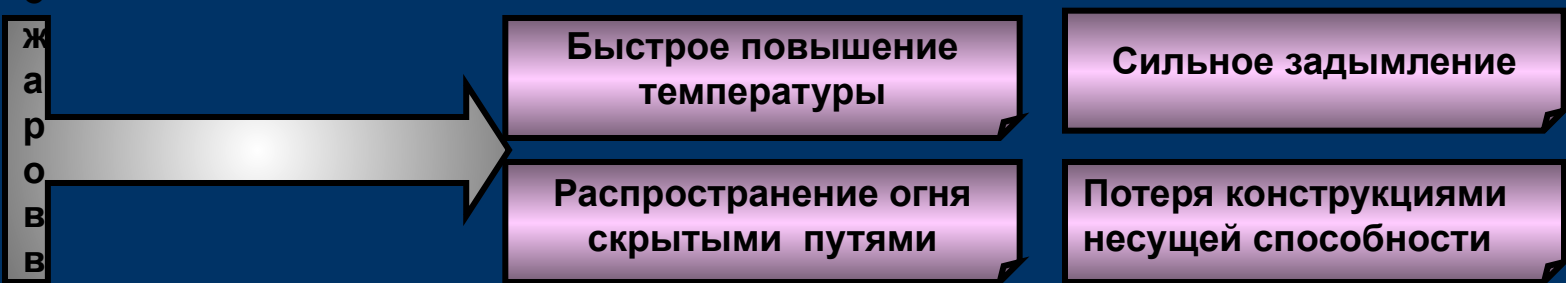 ж
а
р
о
в
в
Быстрое повышение
температуры
Сильное задымление
Распространение огня
скрытыми путями
Потеря конструкциями
несущей способности